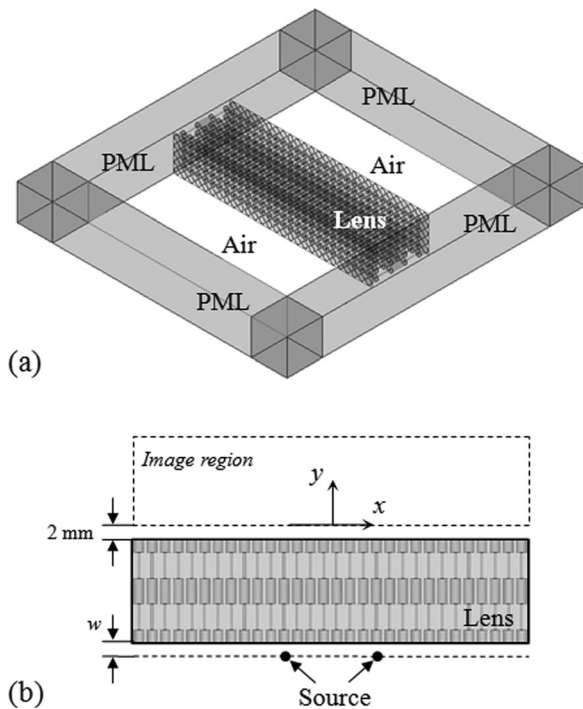 PML
PML
Air
Lens
Air
PML
PML
(a)
Image region
y
x
2 mm
Lens
w
Source
(b)